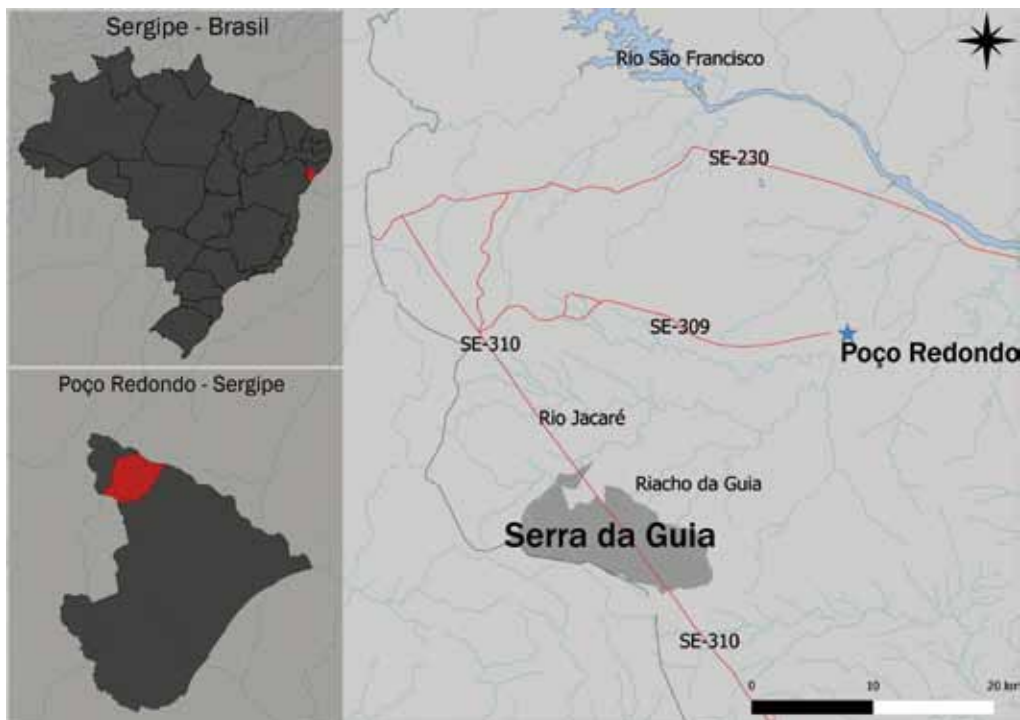 Sergipe - Brasil
Poço Redondo - Sergipe
Rio São Francisco
SE-230
SE-309
SE-310
Poço Redondo
Rio Jacaré
Riacho da Guia
Serra da Guia
SE-310
0 10 20 km